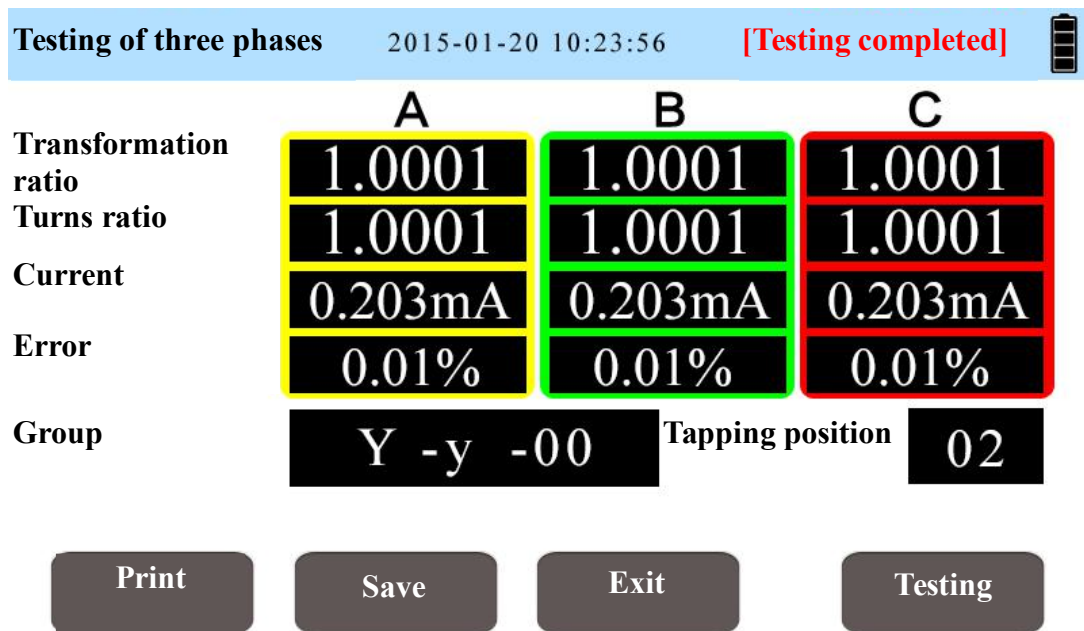 Testing of three phases 2015-01-20 10:23:56 [Testing completed]
A B C
Transformation ratio 1.0001 1.0001 1.0001
Turns ratio 1.0001 1.0001 1.0001
Current 0.203mA 0.203mA 0.203mA
Error 0.01% 0.01% 0.01%
Group Y -y -00 Tapping position 02
Print Save Exit Testing